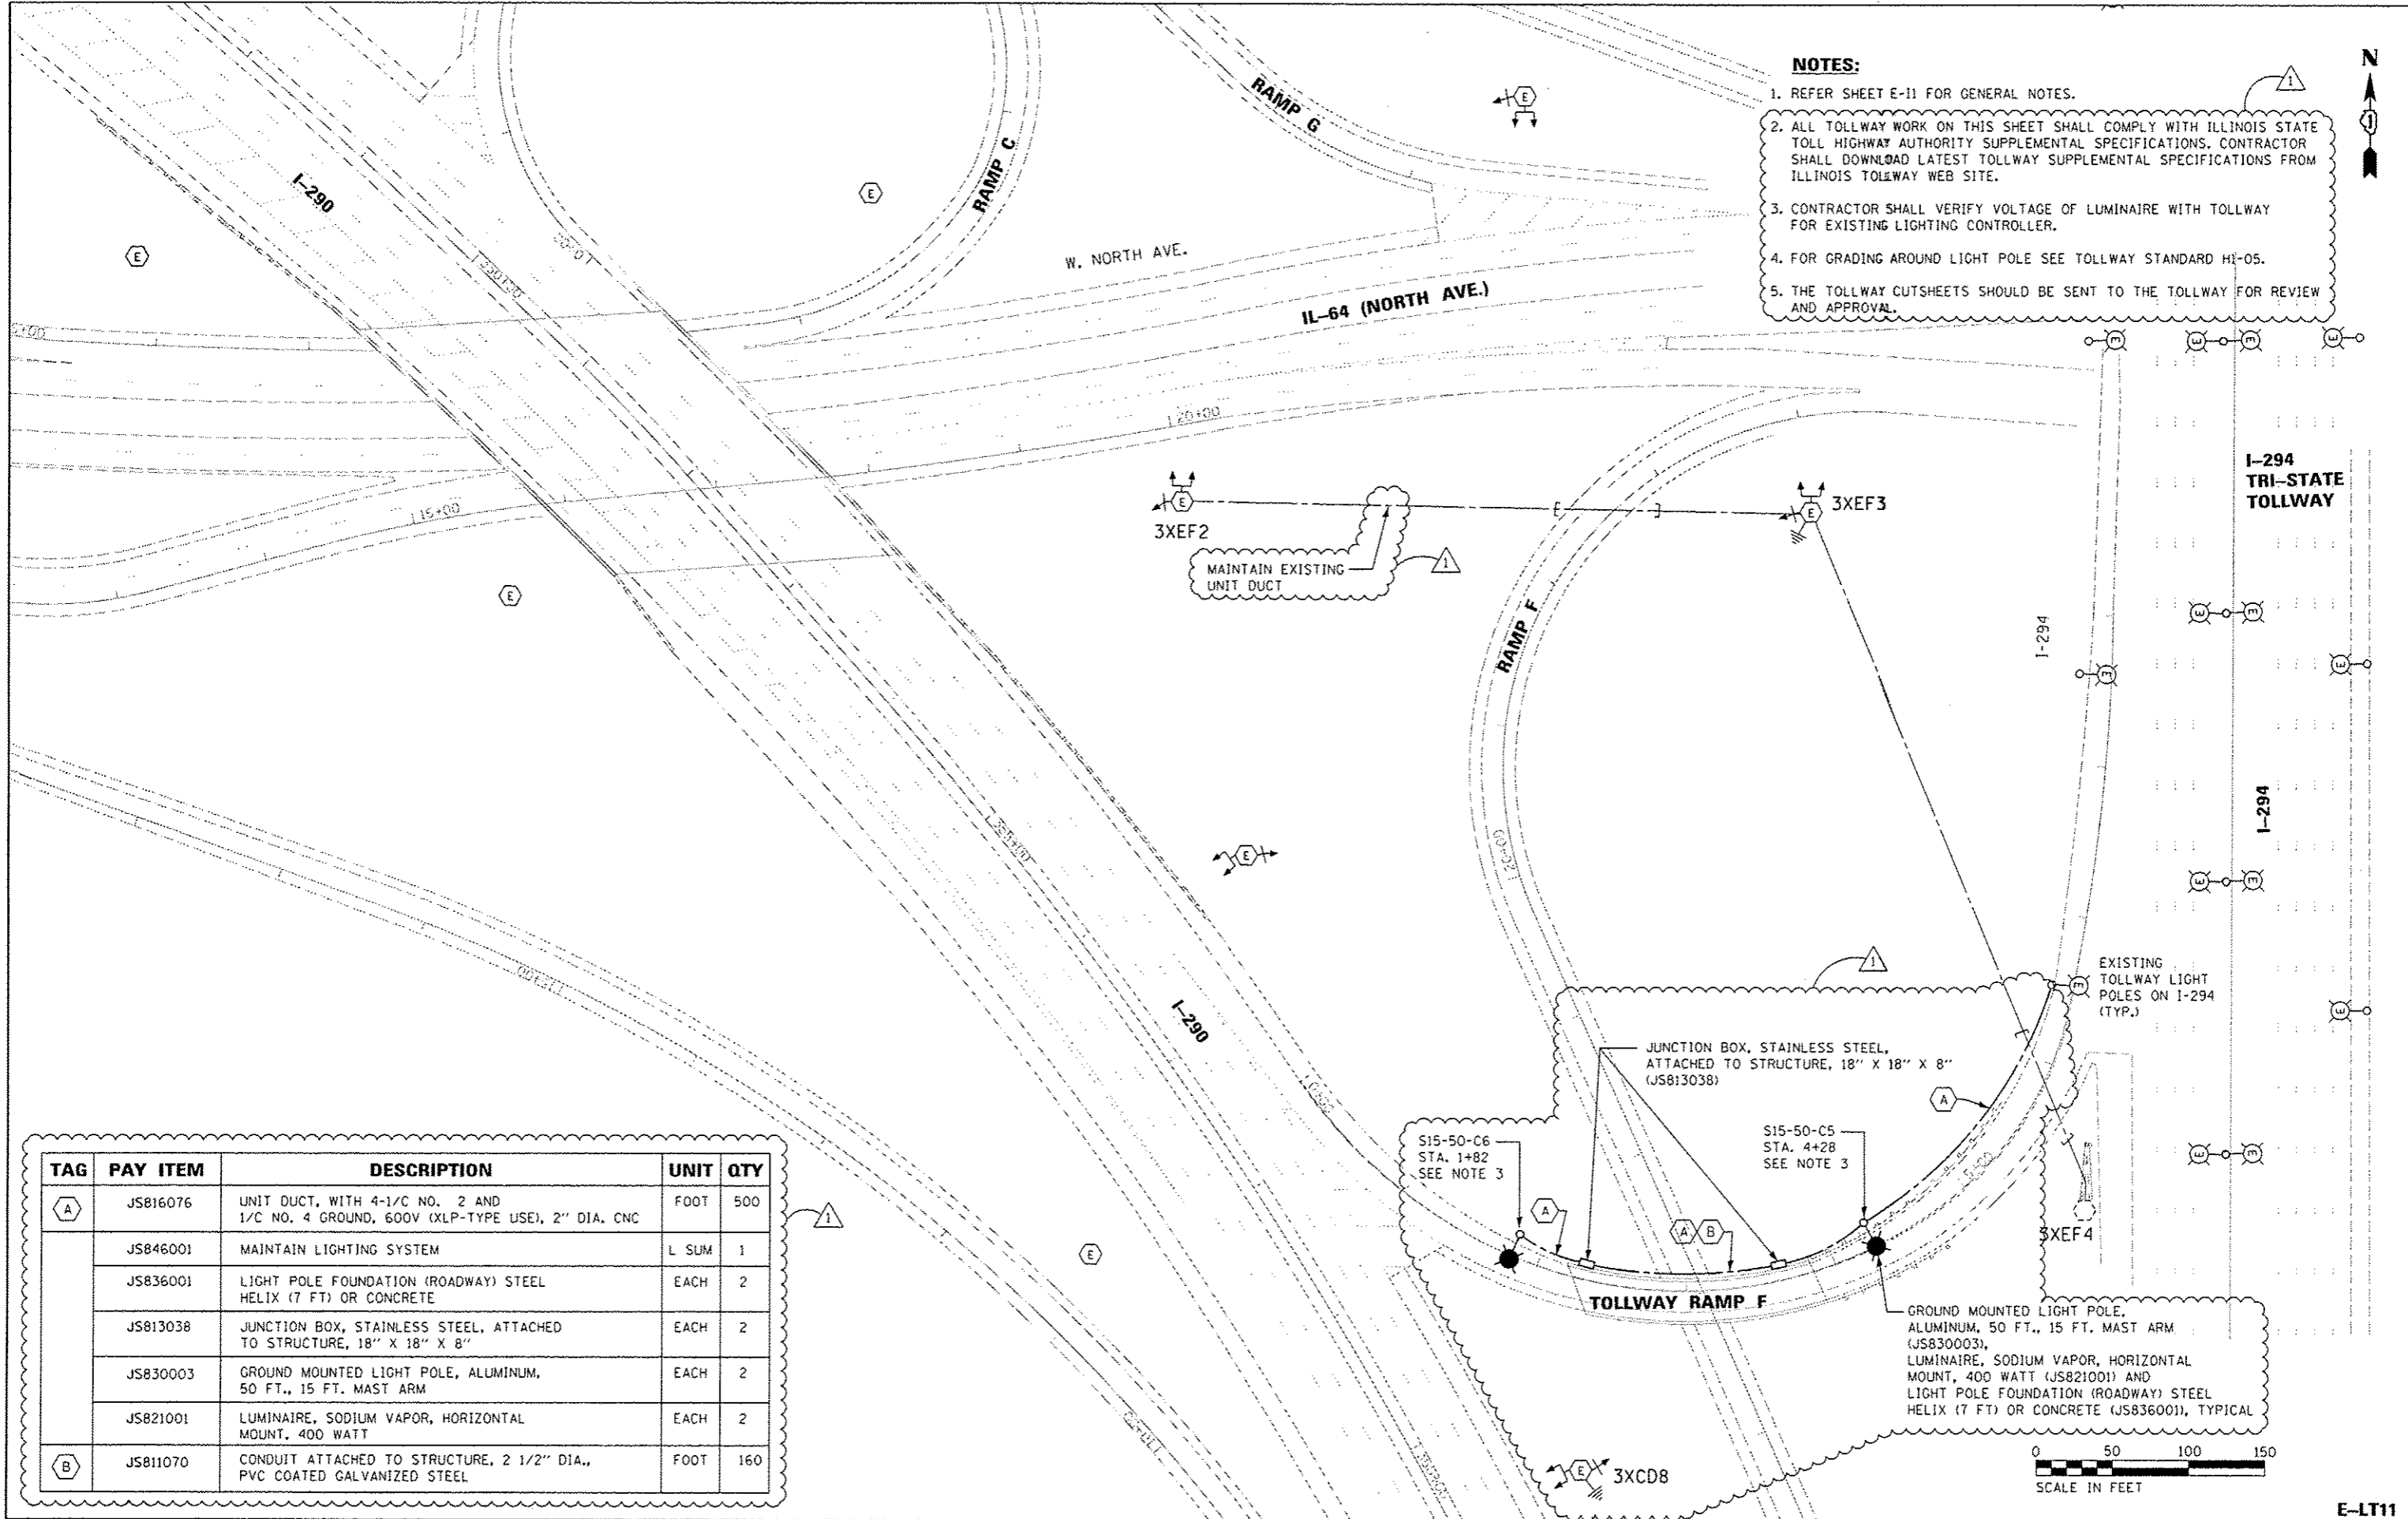 NOTES:
1. REFER SHEET E-11 FOR GENERAL NOTES.
2. ALL TOLLWAY WORK ON THIS SHEET SHALL COMPLY WITH ILLINOIS STATE
TOLL HIGHWAY AUTHORITY SUPPLEMENTAL SPECIFICATIONS. CONTRACTOR
SHALL DOWNLOAD LATEST TOLLWAY SUPPLEMENTAL SPECIFICATIONS FROM
ILLINOIS TOLLWAY WEB SITE.
3. CONTRACTOR SHALL VERIFY VOLTAGE OF LUMINAIRE WITH TOLLWAY
FOR EXISTING LIGHTING CONTROLLER.
4. FOR GRADING AROUND LIGHT POLE SEE TOLLWAY STANDARD H1-05.
5. THE TOLLWAY CUTSHEETS SHOULD BE SENT TO THE TOLLWAY FOR REVIEW
AND APPROVAL.
1
N
I-290
RAMP C
RAMP G
E
E
E
W. NORTH AVE.
IL-64 (NORTH AVE.)
20+00
15+00
E
E
3XEF2
E
3XEF3
MAINTAIN EXISTING
UNIT DUCT
1
RAMP F
I-294
TRI-STATE
TOLLWAY
I-294
I-294
E
I-290
EXISTING
TOLLWAY LIGHT
POLES ON I-294
(TYP.)
1
JUNCTION BOX, STAINLESS STEEL,
ATTACHED TO STRUCTURE, 18" X 18" X 8"
(JS813038)
A
S15-50-C6
STA. 1+82
SEE NOTE 3
S15-50-C5
STA. 4+28
SEE NOTE 3
A
A B
3XEF4
TOLLWAY RAMP F
GROUND MOUNTED LIGHT POLE,
ALUMINUM, 50 FT., 15 FT. MAST ARM
(JS830003),
LUMINAIRE, SODIUM VAPOR, HORIZONTAL
MOUNT, 400 WATT (JS821001) AND
LIGHT POLE FOUNDATION (ROADWAY) STEEL
HELIX (7 FT) OR CONCRETE (JS836001), TYPICAL
E
E
3XCD8
TAG PAY ITEM DESCRIPTION UNIT QTY
A JS816076 UNIT DUCT, WITH 4-1/C NO. 2 AND FOOT 500
1/C NO. 4 GROUND, 600V (XLP-TYPE USE), 2" DIA. CNC
JS846001 MAINTAIN LIGHTING SYSTEM L SUM 1
JS836001 LIGHT POLE FOUNDATION (ROADWAY) STEEL EACH 2
HELIX (7 FT) OR CONCRETE
JS813038 JUNCTION BOX, STAINLESS STEEL, ATTACHED EACH 2
TO STRUCTURE, 18" X 18" X 8"
JS830003 GROUND MOUNTED LIGHT POLE, ALUMINUM, EACH 2
50 FT., 15 FT. MAST ARM
JS821001 LUMINAIRE, SODIUM VAPOR, HORIZONTAL EACH 2
MOUNT, 400 WATT
B JS811070 CONDUIT ATTACHED TO STRUCTURE, 2 1/2" DIA., FOOT 160
PVC COATED GALVANIZED STEEL
1
0 50 100 150
SCALE IN FEET
E-LT11